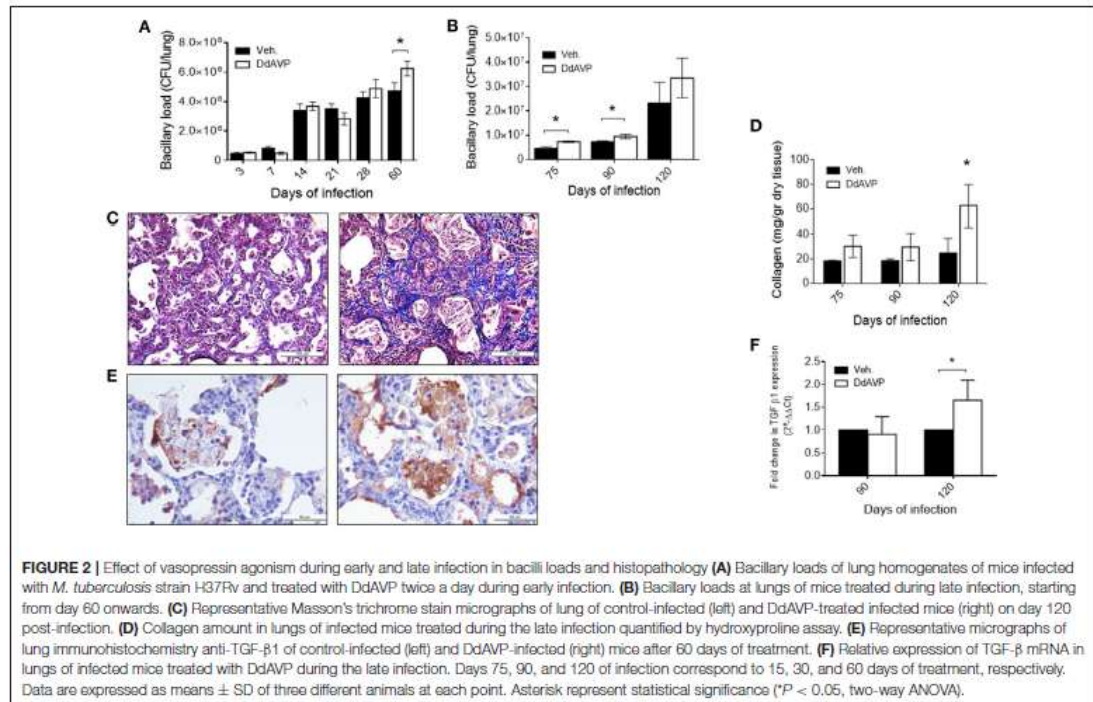 A
Bacillary load (CFU/lung)
8.0×10⁶
6.0×10⁶
4.0×10⁶
2.0×10⁶
0
Veh.
DdAVP
*
3 7 14 21 28 60
Days of infection
B
Bacillary load (CFU/lung)
5.0×10⁷
4.0×10⁷
3.0×10⁷
2.0×10⁷
1.0×10⁷
0
Veh.
DdAVP
* *
75 90 120
Days of infection
C
D
Collagen (mg/gr dry tissue)
100
80
60
40
20
0
Veh.
DdAVP
*
75 90 120
Days of infection
E
F
Fold change in TGF β1 expression
(2^-ΔΔCt)
2.5
2.0
1.5
1.0
0.5
0.0
Veh.
DdAVP
*
90 120
Days of infection
FIGURE 2 | Effect of vasopressin agonism during early and late infection in bacilli loads and histopathology (A) Bacillary loads of lung homogenates of mice infected
with M. tuberculosis strain H37Rv and treated with DdAVP twice a day during early infection. (B) Bacillary loads at lungs of mice treated during late infection, starting
from day 60 onwards. (C) Representative Masson's trichrome stain micrographs of lung of control-infected (left) and DdAVP-treated infected mice (right) on day 120
post-infection. (D) Collagen amount in lungs of infected mice treated during the late infection quantified by hydroxyproline assay. (E) Representative micrographs of
lung immunohistochemistry anti-TGF-β1 of control-infected (left) and DdAVP-infected (right) mice after 60 days of treatment. (F) Relative expression of TGF-β mRNA in
lungs of infected mice treated with DdAVP during the late infection. Days 75, 90, and 120 of infection correspond to 15, 30, and 60 days of treatment, respectively.
Data are expressed as means ± SD of three different animals at each point. Asterisk represent statistical significance (*P < 0.05, two-way ANOVA).